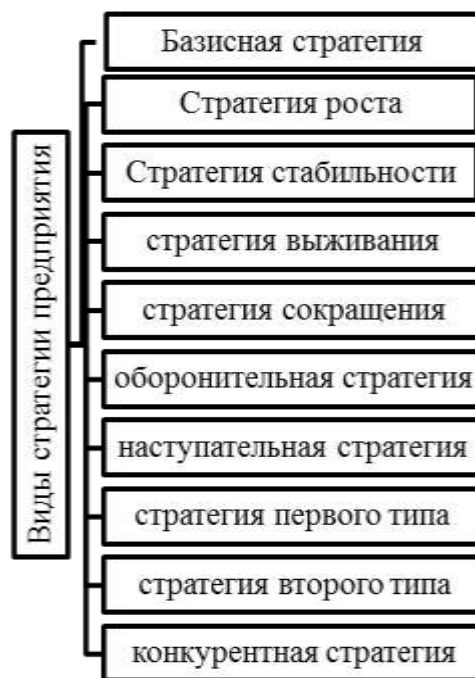 Виды стратегии предприятия
Базисная стратегия
Стратегия роста
Стратегия стабильности
стратегия выживания
стратегия сокращения
оборонительная стратегия
наступательная стратегия
стратегия первого типа
стратегия второго типа
конкурентная стратегия